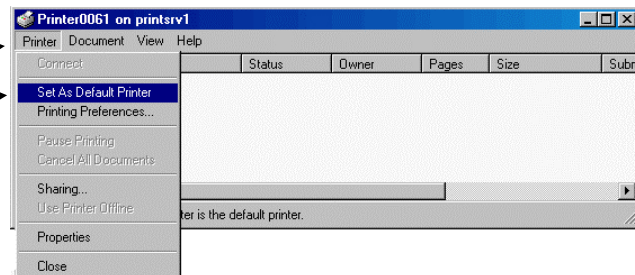 Printer0061 on printsrv1
Printer Document View Help
Connect
Status Owner Pages Size Subr
Set As Default Printer
Printing Preferences...
Pause Printing
Cancel All Documents
Sharing...
Use Printer Offline
ter is the default printer.
Properties
Close